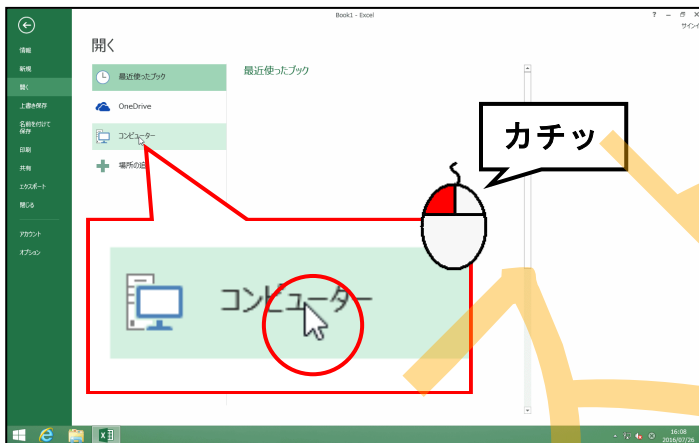 Book1 - Excel
?
サインイ
情報
新規
開く
上書き保存
名前を付けて
保存
印刷
共有
エクスポート
閉じる
アカウント
オプション
開く
最近使ったブック
OneDrive
コンピューター
場所の追
最近使ったブック
カチッ
コンピューター
16:08
2016/07/26